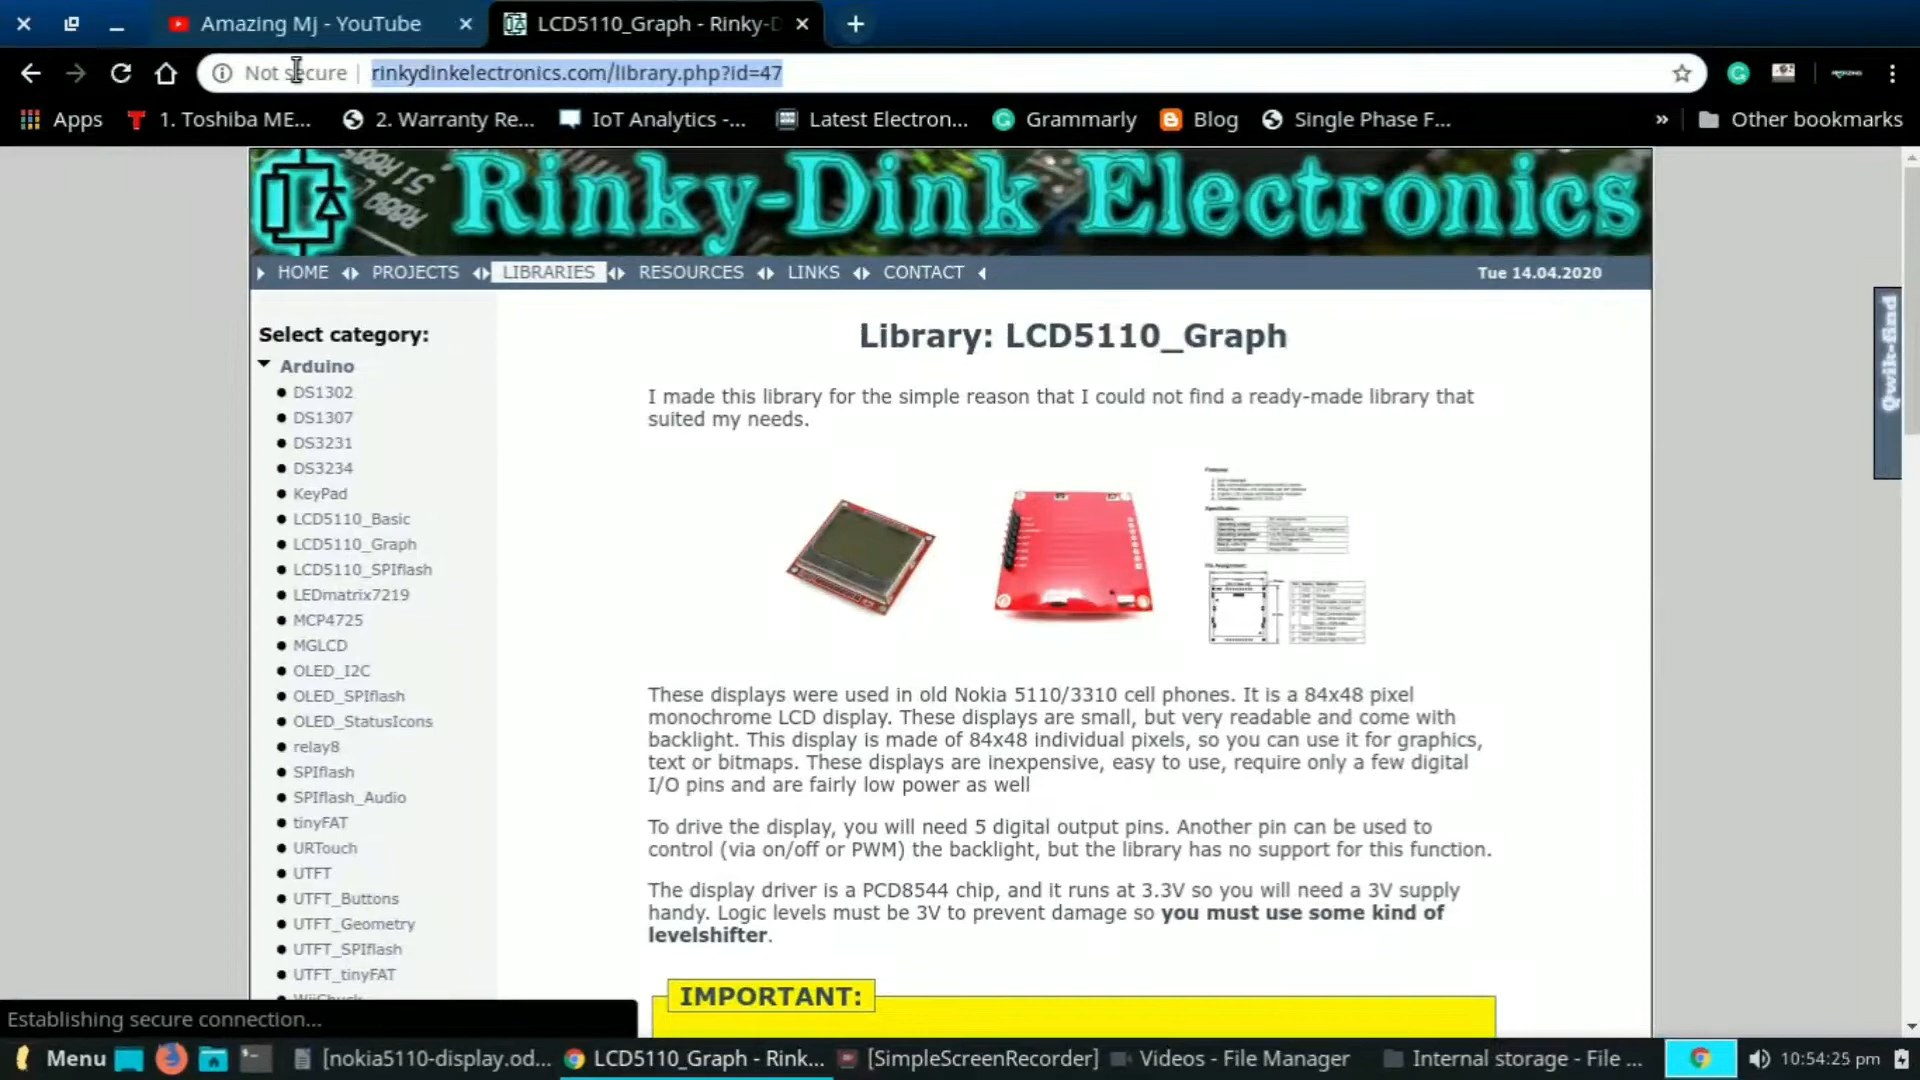 Amazing Mj - YouTube
LCD5110_Graph - Rinky-D
Not secure
rinkydinkelectronics.com/library.php?id=47
Apps
1. Toshiba ME...
2. Warranty Re...
IoT Analytics -...
Latest Electron...
Grammarly
Blog
Single Phase F...
»
Other bookmarks
Rinky-Dink Electronics
HOME
PROJECTS
LIBRARIES
RESOURCES
LINKS
CONTACT
Tue 14.04.2020
Qwik-find
Select category:
Arduino
DS1302
DS1307
DS3231
DS3234
KeyPad
LCD5110_Basic
LCD5110_Graph
LCD5110_SPIflash
LEDmatrix7219
MCP4725
MGLCD
OLED_I2C
OLED_SPIflash
OLED_StatusIcons
relay8
SPIflash
SPIflash_Audio
tinyFAT
URTouch
UTFT
UTFT_Buttons
UTFT_Geometry
UTFT_SPIflash
UTFT_tinyFAT
Library: LCD5110_Graph
I made this library for the simple reason that I could not find a ready-made library that
suited my needs.
These displays were used in old Nokia 5110/3310 cell phones. It is a 84x48 pixel
monochrome LCD display. These displays are small, but very readable and come with
backlight. This display is made of 84x48 individual pixels, so you can use it for graphics,
text or bitmaps. These displays are inexpensive, easy to use, require only a few digital
I/O pins and are fairly low power as well
To drive the display, you will need 5 digital output pins. Another pin can be used to
control (via on/off or PWM) the backlight, but the library has no support for this function.
The display driver is a PCD8544 chip, and it runs at 3.3V so you will need a 3V supply
handy. Logic levels must be 3V to prevent damage so you must use some kind of
levelshifter.
IMPORTANT:
Establishing secure connection...
Menu
[nokia5110-display.od...
LCD5110_Graph - Rink...
[SimpleScreenRecorder]
Videos - File Manager
Internal storage - File ...
10:54:25 pm